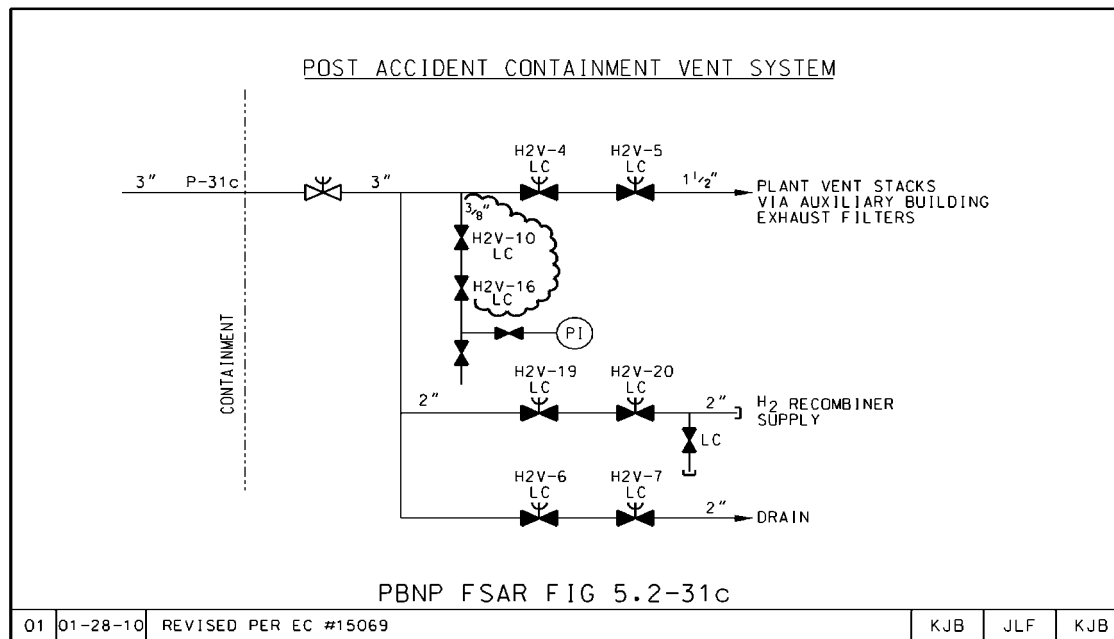 POST ACCIDENT CONTAINMENT VENT SYSTEM
H2V-4
LC
H2V-5
LC
3"
P-31c
3"
1 1/2"
PLANT VENT STACKS
VIA AUXILIARY BUILDING
EXHAUST FILTERS
3/8"
H2V-10
LC
H2V-16
LC
PI
CONTAINMENT
H2V-19
LC
H2V-20
LC
2"
2"
H2 RECOMBINER
SUPPLY
LC
H2V-6
LC
H2V-7
LC
2"
DRAIN
PBNP FSAR FIG 5.2-31c
01 01-28-10 REVISED PER EC #15069 KJB JLF KJB